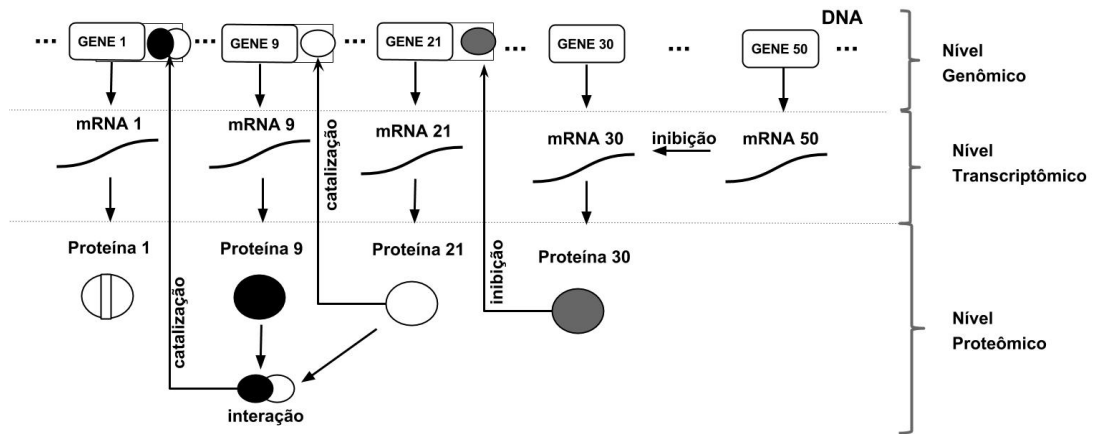 DNA
... GENE 1 ... GENE 9 ... GENE 21 ... GENE 30 ... GENE 50 ...
Nível
Genômico
mRNA 1
mRNA 9
mRNA 21
mRNA 30
inibição
mRNA 50
catalização
Nível
Transcriptômico
Proteína 1
Proteína 9
Proteína 21
Proteína 30
catalização
inibição
Nível
Proteômico
interação